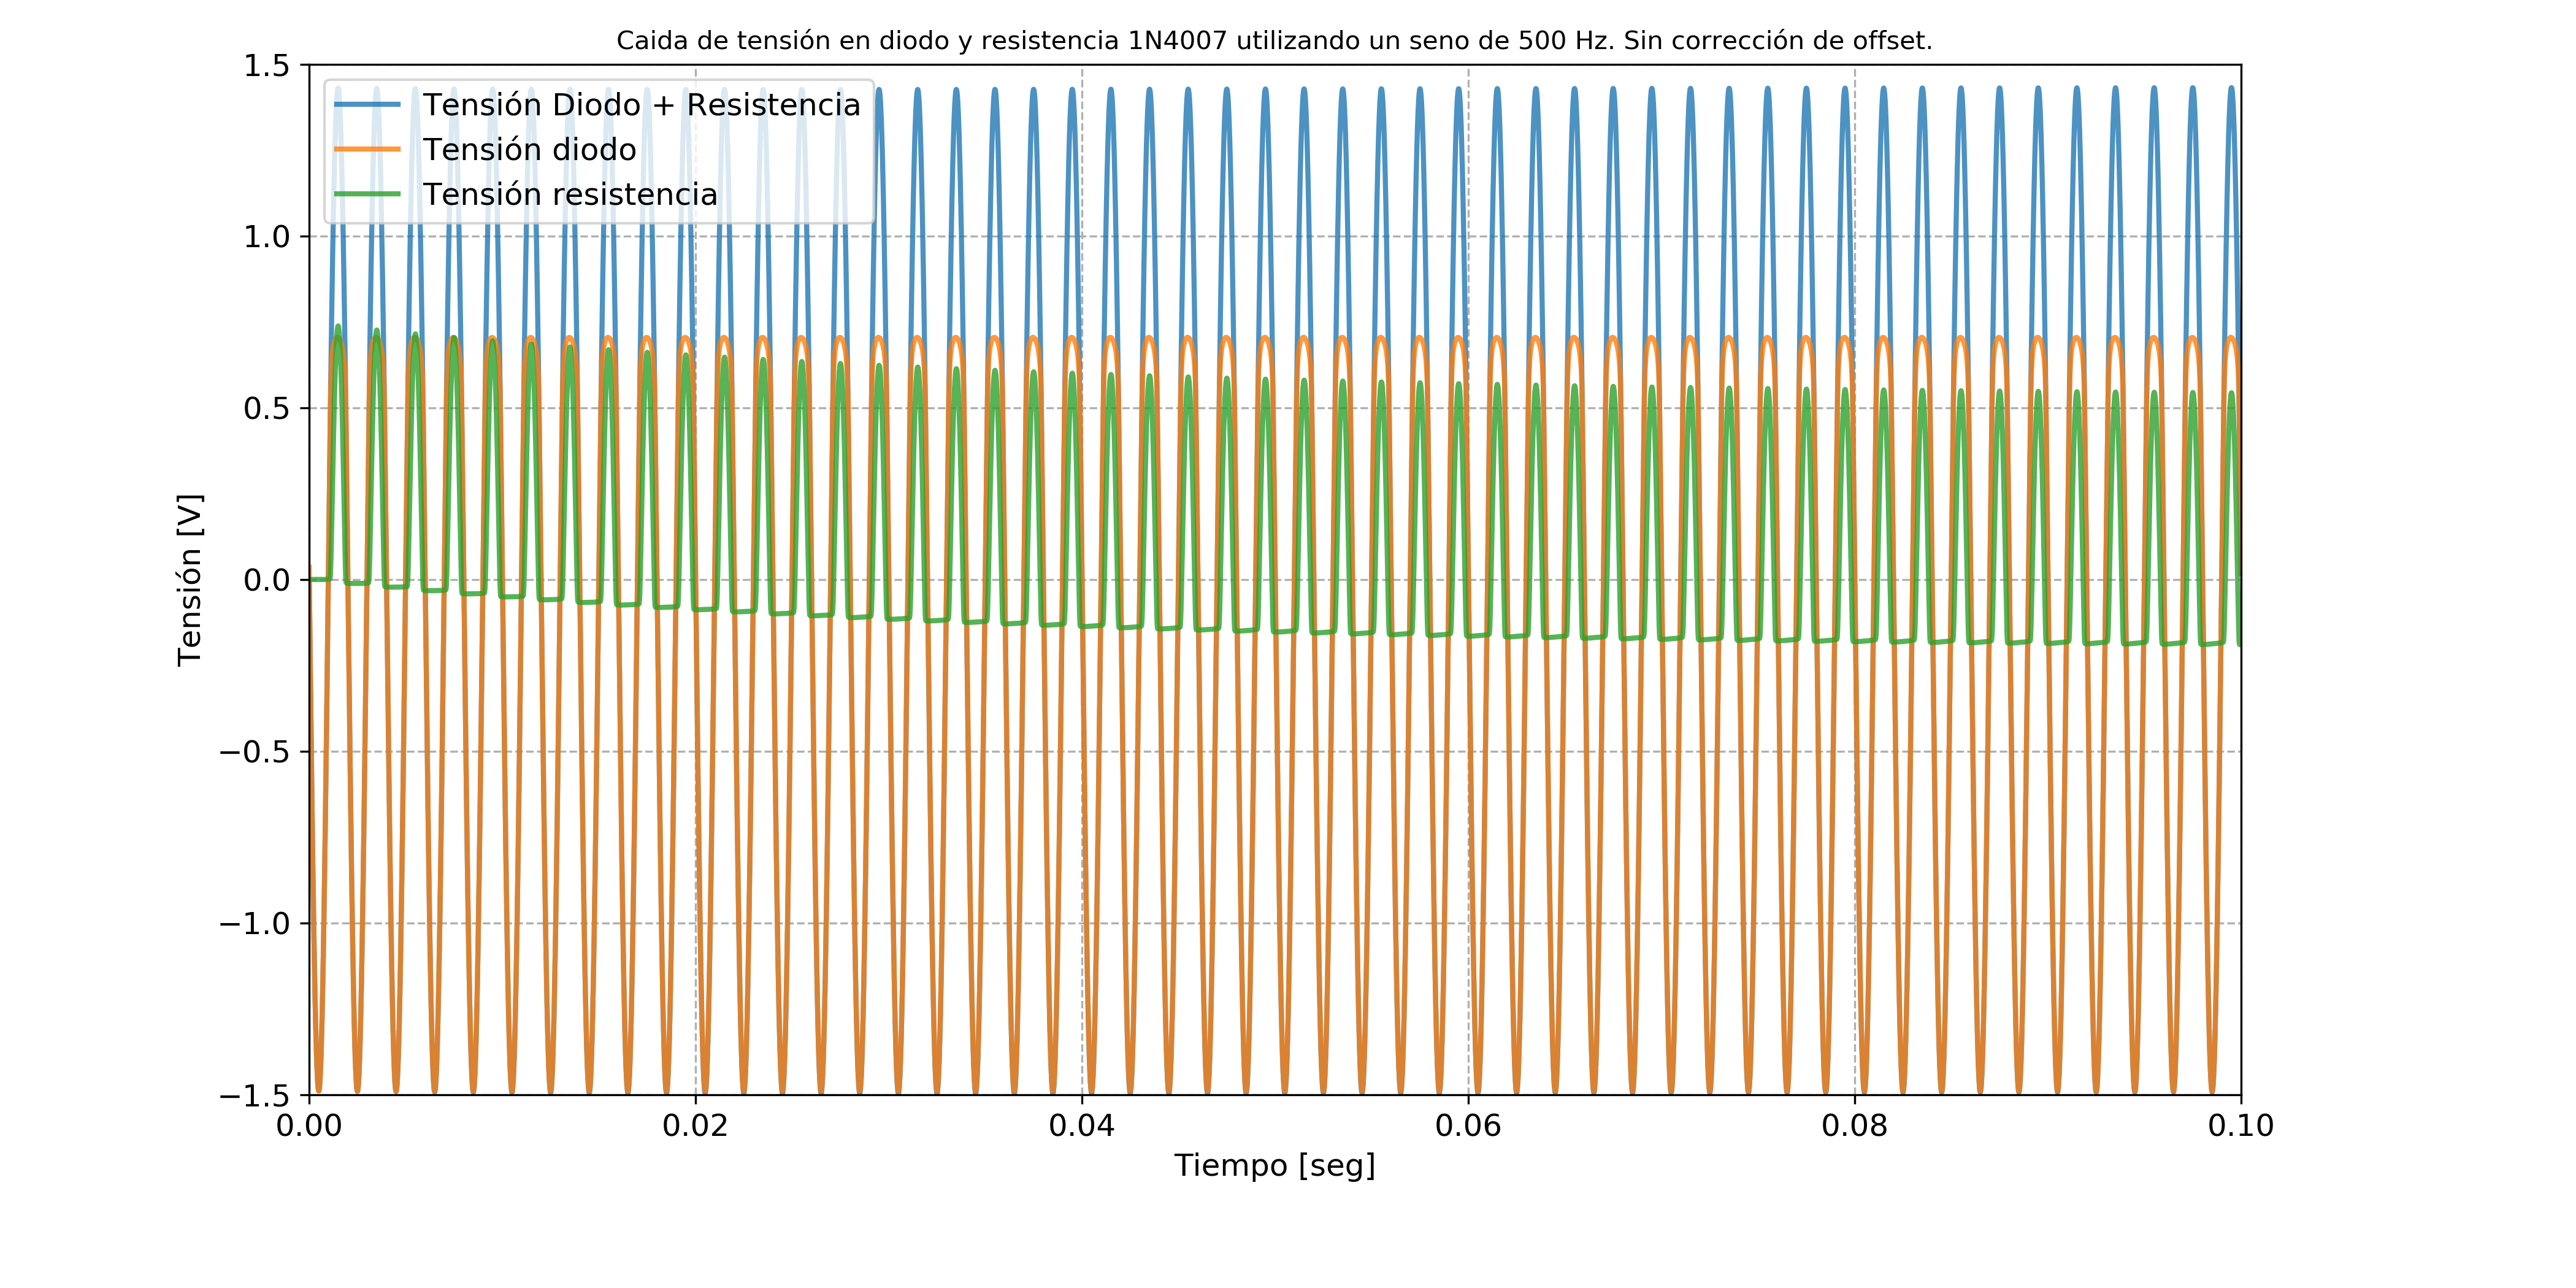 Caida de tensión en diodo y resistencia 1N4007 utilizando un seno de 500 Hz. Sin corrección de offset.
1.5
Tensión Diodo + Resistencia
Tensión diodo
Tensión resistencia
1.0
0.5
0.0
Tensión [V]
−0.5
−1.0
−1.5
0.00 0.02 0.04 0.06 0.08 0.10
Tiempo [seg]